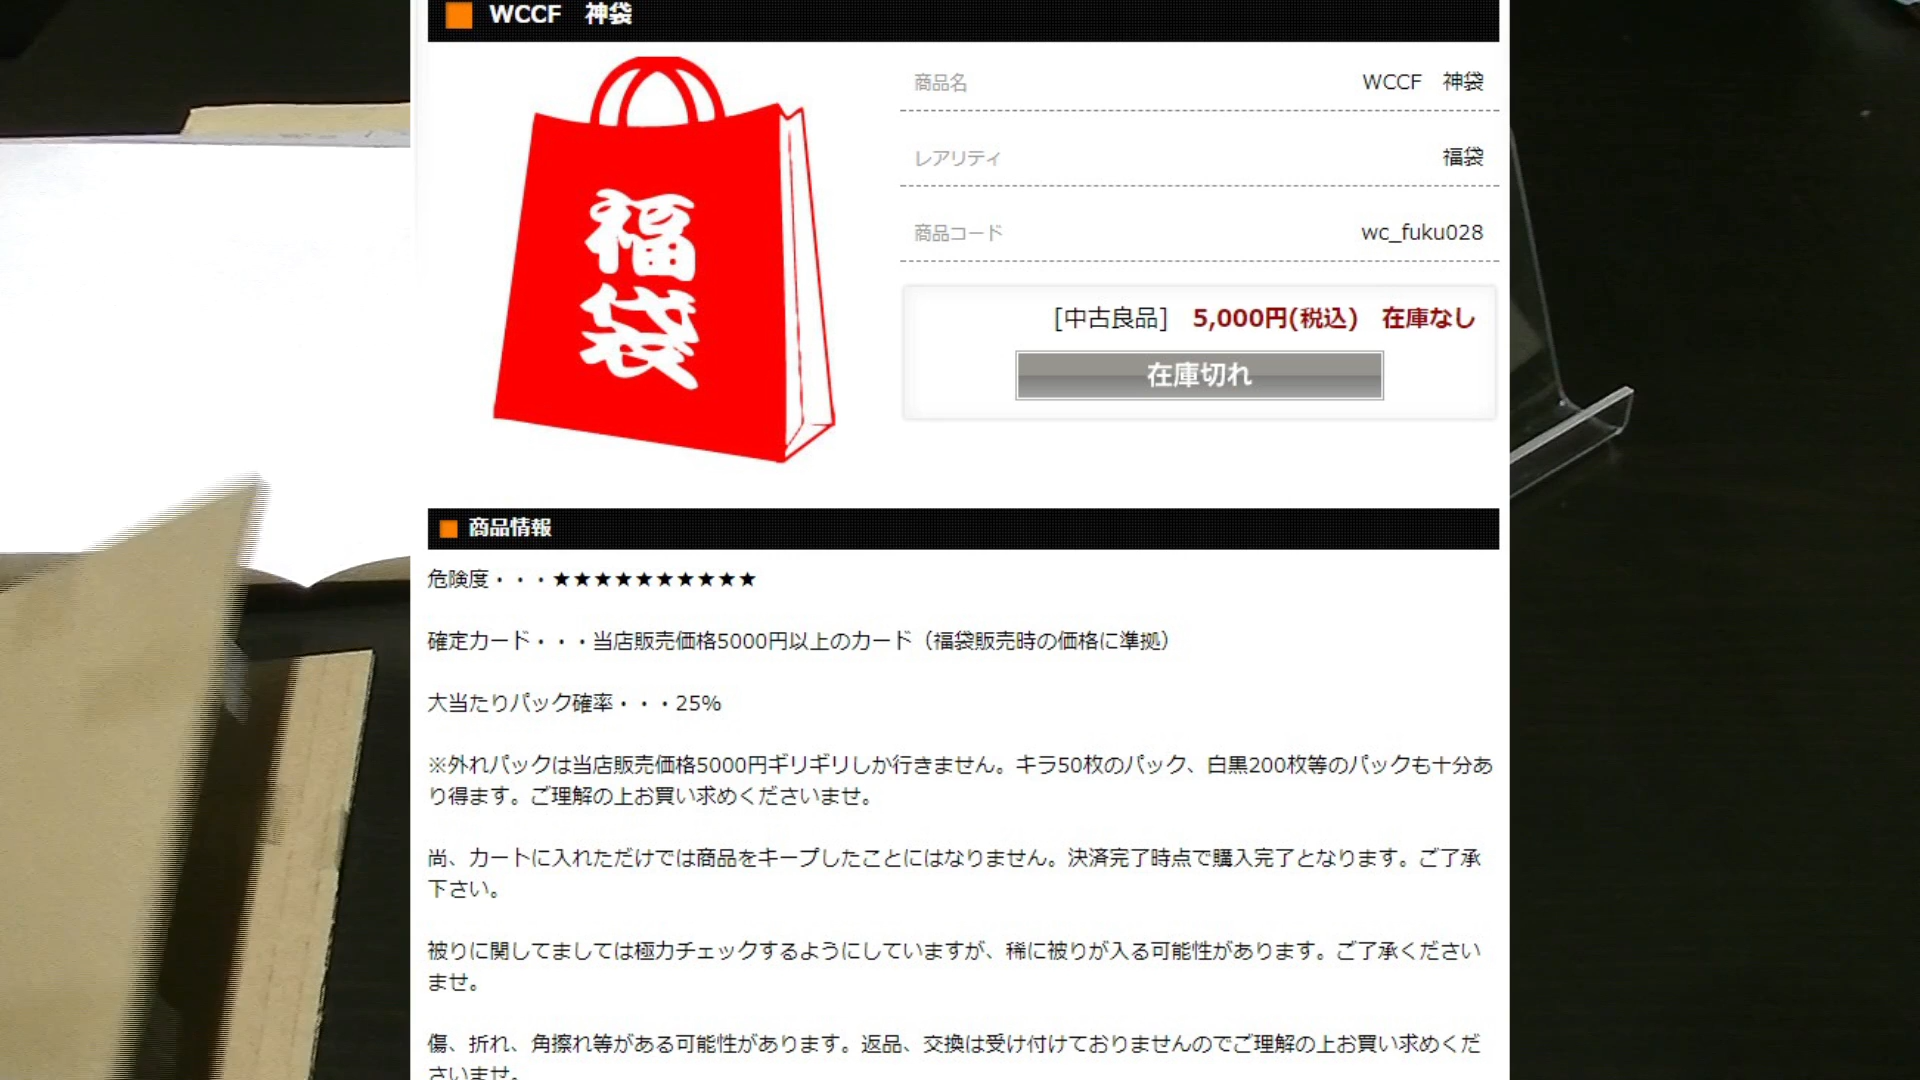 WCCF　神袋
福袋
商品名　WCCF　神袋
レアリティ　福袋
商品コード　wc_fuku028
[中古良品]　5,000円(税込)　在庫なし
在庫切れ
商品情報
危険度・・・★★★★★★★★★★
確定カード・・・当店販売価格5000円以上のカード（福袋販売時の価格に準拠）
大当たりパック確率・・・25%
※外れパックは当店販売価格5000円ギリギリしか行きません。キラ50枚のパック、白黒200枚等のパックも十分あ
り得ます。ご理解の上お買い求めくださいませ。
尚、カートに入れただけでは商品をキープしたことにはなりません。決済完了時点で購入完了となります。ご了承
下さい。
被りに関してましては極力チェックするようにしていますが、稀に被りが入る可能性があります。ご了承ください
ませ。
傷、折れ、角擦れ等がある可能性があります。返品、交換は受け付けておりませんのでご理解の上お買い求めくだ
さいませ。